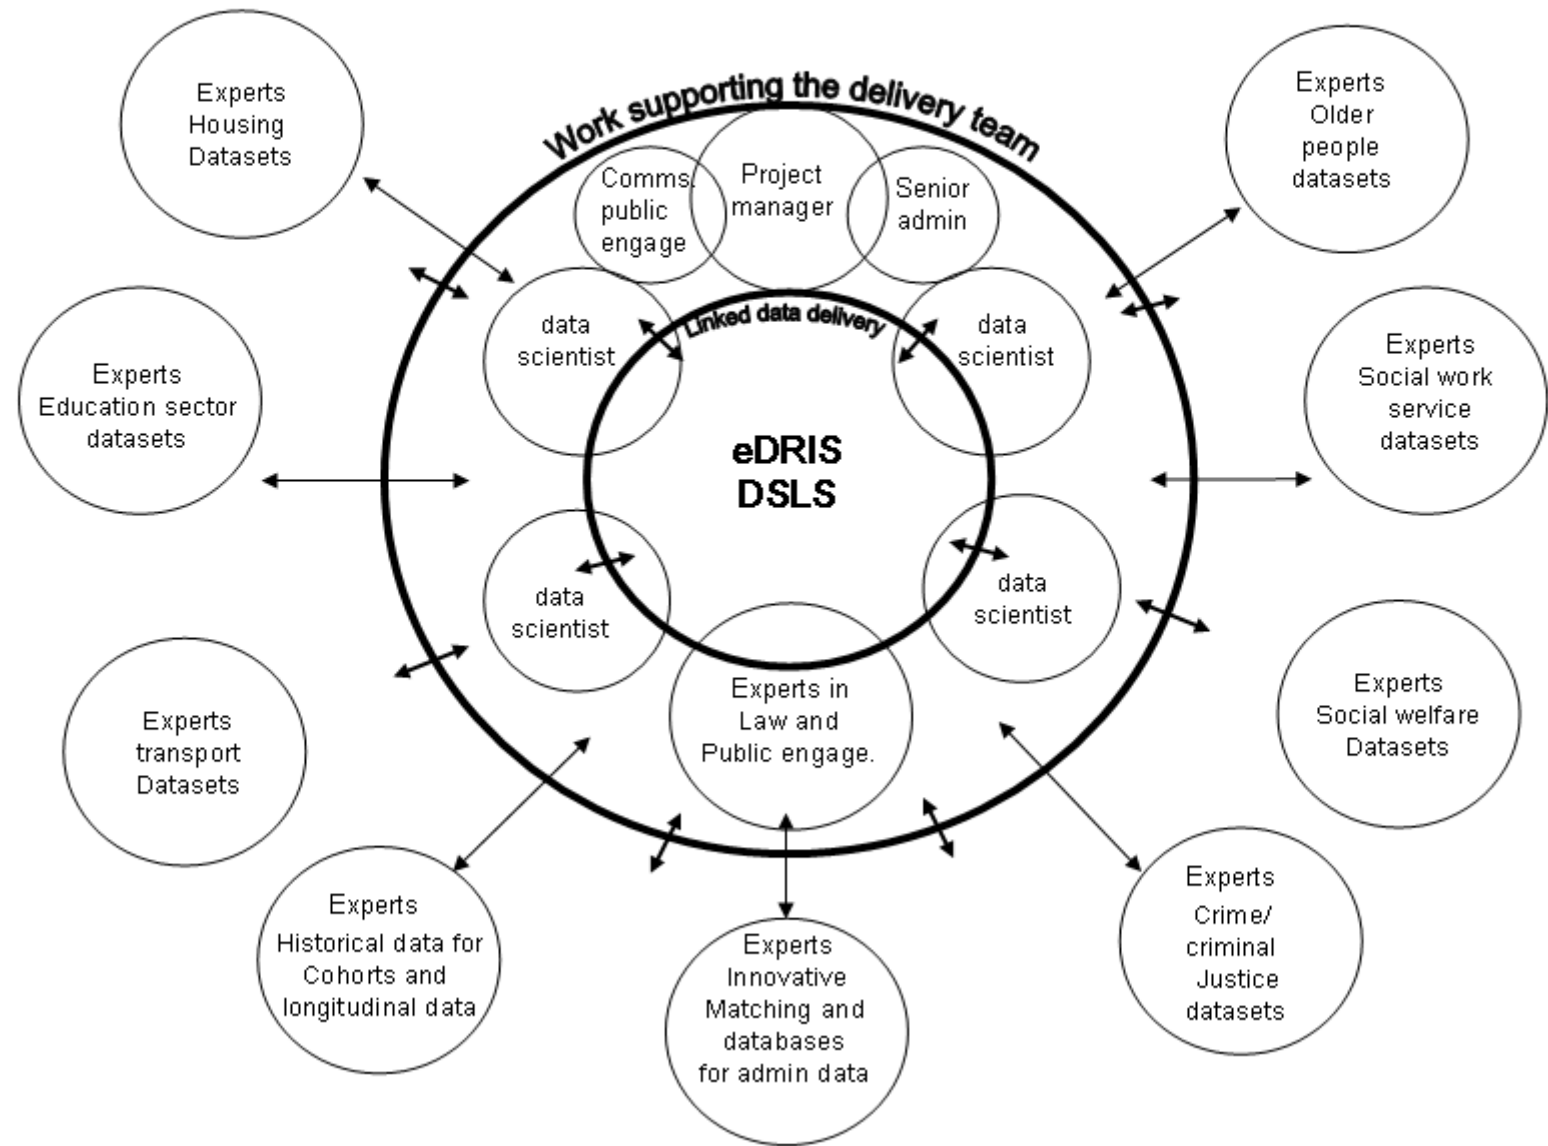 Work supporting the delivery team
Experts
Housing
Datasets
Experts
Older
people
datasets
Comms.
public
engage
Project
manager
Senior
admin
Linked data delivery
data
scientist
data
scientist
Experts
Education sector
datasets
Experts
Social work
service
datasets
eDRIS
DSLS
data
scientist
data
scientist
Experts in
Law and
Public engage.
Experts
transport
Datasets
Experts
Social welfare
Datasets
Experts
Historical data for
Cohorts and
longitudinal data
Experts
Innovative
Matching and
databases
for admin data
Experts
Crime/
criminal
Justice
datasets